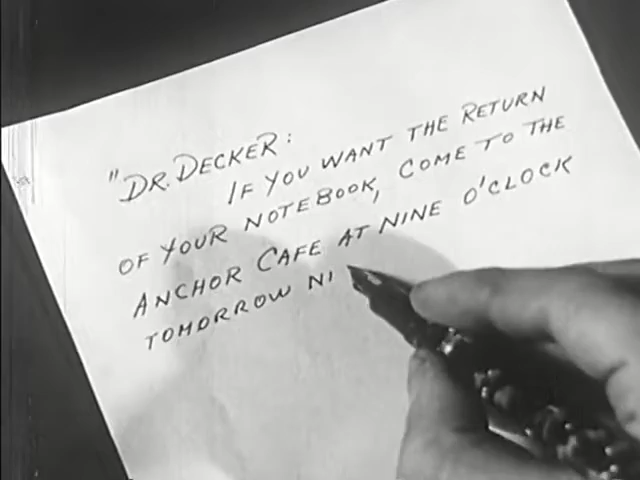 "DR. DECKER:
IF YOU WANT THE RETURN
OF YOUR NOTEBOOK, COME TO THE
ANCHOR CAFE AT NINE O'CLOCK
TOMORROW NI